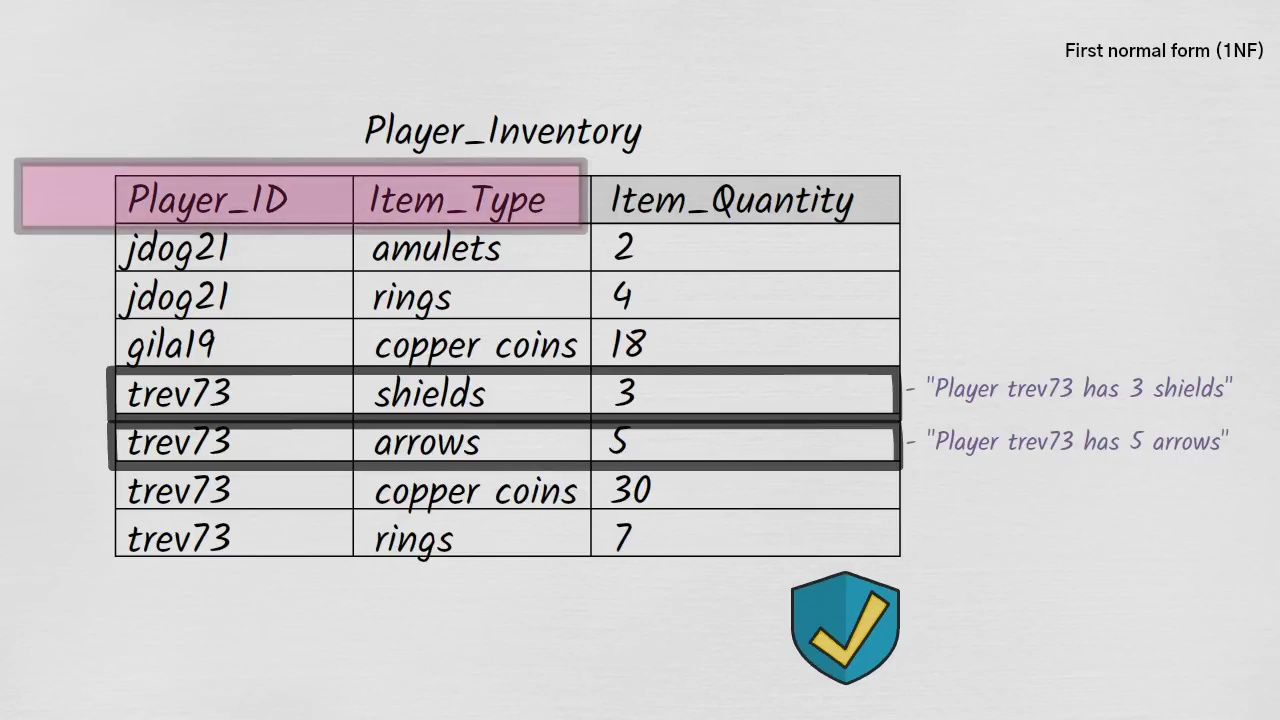 First normal form (1NF)
Player_Inventory
Player_ID Item_Type Item_Quantity
jdog21 amulets 2
jdog21 rings 4
gila19 copper coins 18
trev73 shields 3 - "Player trev73 has 3 shields"
trev73 arrows 5 - "Player trev73 has 5 arrows"
trev73 copper coins 30
trev73 rings 7